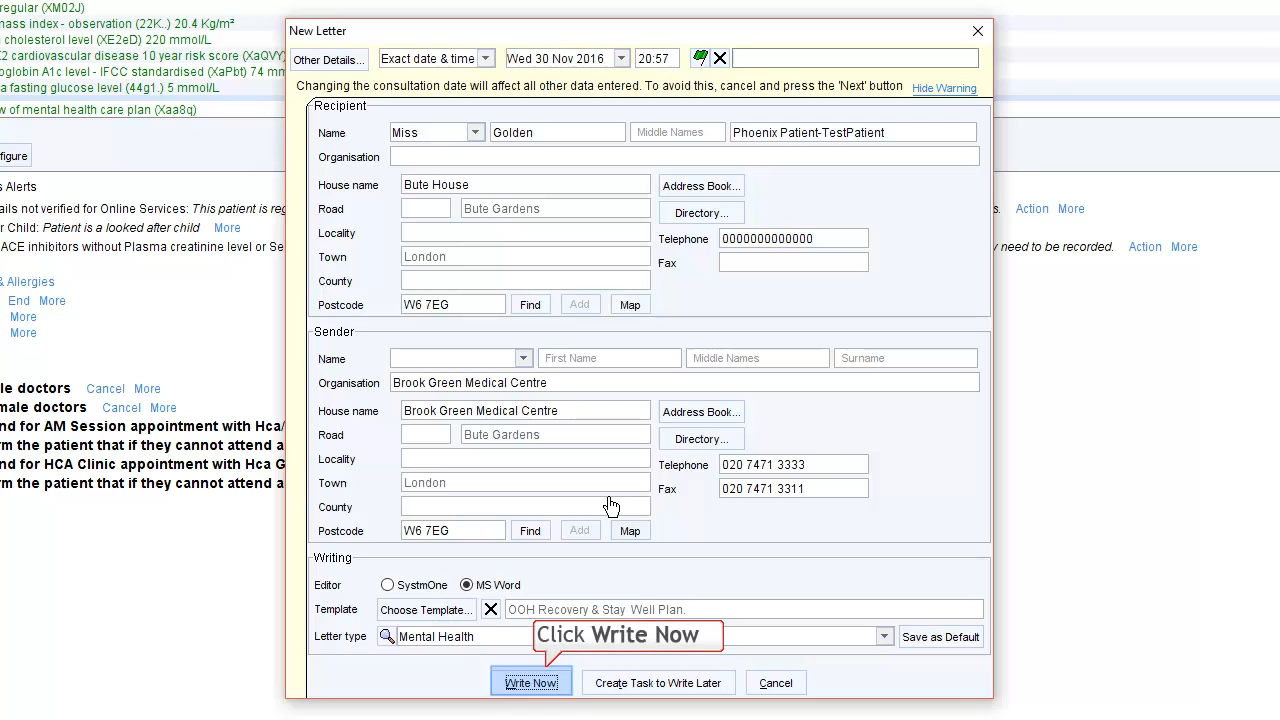 regular (XM02J)
mass index - observation (22K..) 20.4 Kg/m²
cholesterol level (XE2eD) 220 mmol/L
2 cardiovascular disease 10 year risk score (XaQVY)
oglobin A1c level - IFCC standardised (XaPbt) 74 mm
a fasting glucose level (44g1.) 5 mmol/L
w of mental health care plan (Xaa8q)
figure
s Alerts
ails not verified for Online Services: This patient is reg
s. Action More
r Child: Patient is a looked after child More
ACE inhibitors without Plasma creatinine level or Se
y need to be recorded. Action More
& Allergies
End More
More
More
le doctors Cancel More
male doctors Cancel More
nd for AM Session appointment with Hca/
rm the patient that if they cannot attend a
nd for HCA Clinic appointment with Hca G
rm the patient that if they cannot attend a
New Letter
Other Details... Exact date & time Wed 30 Nov 2016 20:57
Changing the consultation date will affect all other data entered. To avoid this, cancel and press the 'Next' button Hide Warning
Recipient
Name Miss Golden Middle Names Phoenix Patient-TestPatient
Organisation
House name Bute House Address Book...
Road Bute Gardens Directory...
Locality Telephone 0000000000000
Town London Fax
County
Postcode W6 7EG Find Add Map
Sender
Name First Name Middle Names Surname
Organisation Brook Green Medical Centre
House name Brook Green Medical Centre Address Book...
Road Bute Gardens Directory...
Locality Telephone 020 7471 3333
Town London Fax 020 7471 3311
County
Postcode W6 7EG Find Add Map
Writing
Editor SystmOne MS Word
Template Choose Template... OOH Recovery & Stay Well Plan.
Letter type Mental Health Save as Default
Click Write Now
Write Now Create Task to Write Later Cancel